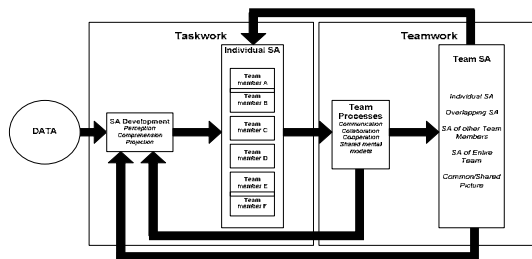 Taskwork
Teamwork
DATA
SA Development
Perception
Comprehension
Projection
Individual SA
Team
member A
Team
member B
Team
member C
Team
member D
Team
member E
Team
member F
Team
Processes
Communication
Collaboration
Cooperation
Shared mental
models
Team SA
Individual SA
Overlapping SA
SA of other Team
Members
SA of Entire
Team
Common/Shared
Picture